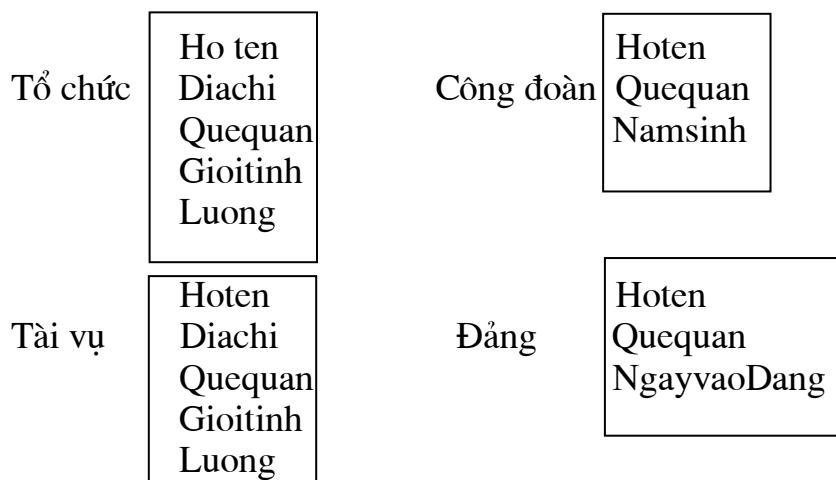 Tổ chức
Ho ten
Diachi
Quequan
Gioitinh
Luong
Công đoàn
Hoten
Quequan
Namsinh
Tài vụ
Hoten
Diachi
Quequan
Gioitinh
Luong
Đảng
Hoten
Quequan
NgayvaoDang